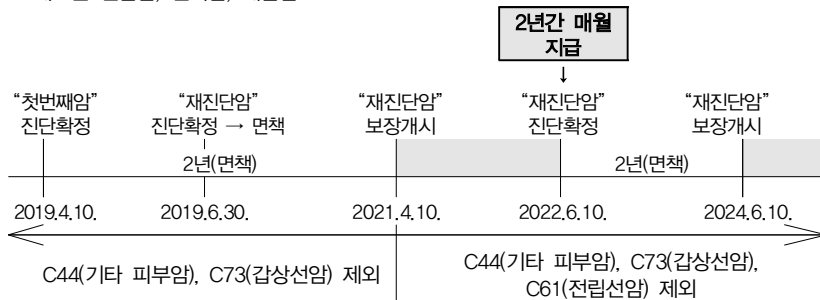 2년간 매월
지급
↓
“첫번째암” “재진단암” “재진단암” “재진단암” “재진단암”
진단확정 진단확정 → 면책 보장개시 진단확정 보장개시
2년(면책) 2년(면책)
2019.4.10. 2019.6.30. 2021.4.10. 2022.6.10. 2024.6.10.
C44(기타 피부암), C73(갑상선암) 제외
C44(기타 피부암), C73(갑상선암),
C61(전립선암) 제외